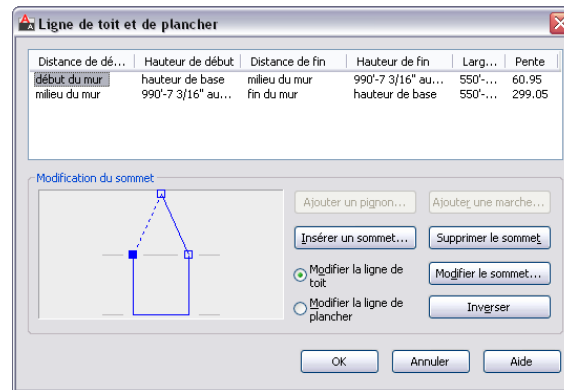 Ligne de toit et de plancher
Distance de dé... Hauteur de début Distance de fin Hauteur de fin Larg... Pente
début du mur hauteur de base milieu du mur 990'-7 3/16" au... 550'-... 60.95
milieu du mur 990'-7 3/16" au... fin du mur hauteur de base 550'-... 299.05
Modification du sommet
Ajouter un pignon... Ajouter une marche...
Insérer un sommet... Supprimer le sommet
Modifier la ligne de toit Modifier le sommet...
Modifier la ligne de plancher Inverser
OK Annuler Aide